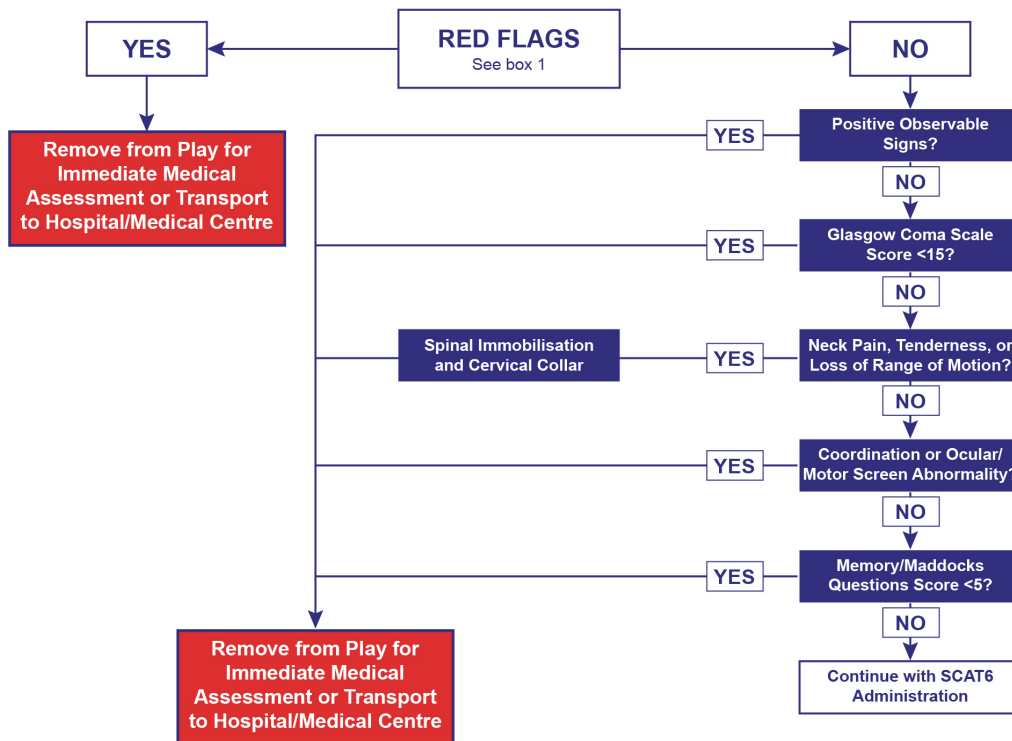 YES
RED FLAGS
See box 1
NO
Remove from Play for
Immediate Medical
Assessment or Transport
to Hospital/Medical Centre
YES
Positive Observable
Signs?
NO
YES
Glasgow Coma Scale
Score <15?
NO
Spinal Immobilisation
and Cervical Collar
YES
Neck Pain, Tenderness, or
Loss of Range of Motion?
NO
YES
Coordination or Ocular/
Motor Screen Abnormality?
NO
YES
Memory/Maddocks
Questions Score <5?
NO
Remove from Play for
Immediate Medical
Assessment or Transport
to Hospital/Medical Centre
Continue with SCAT6
Administration